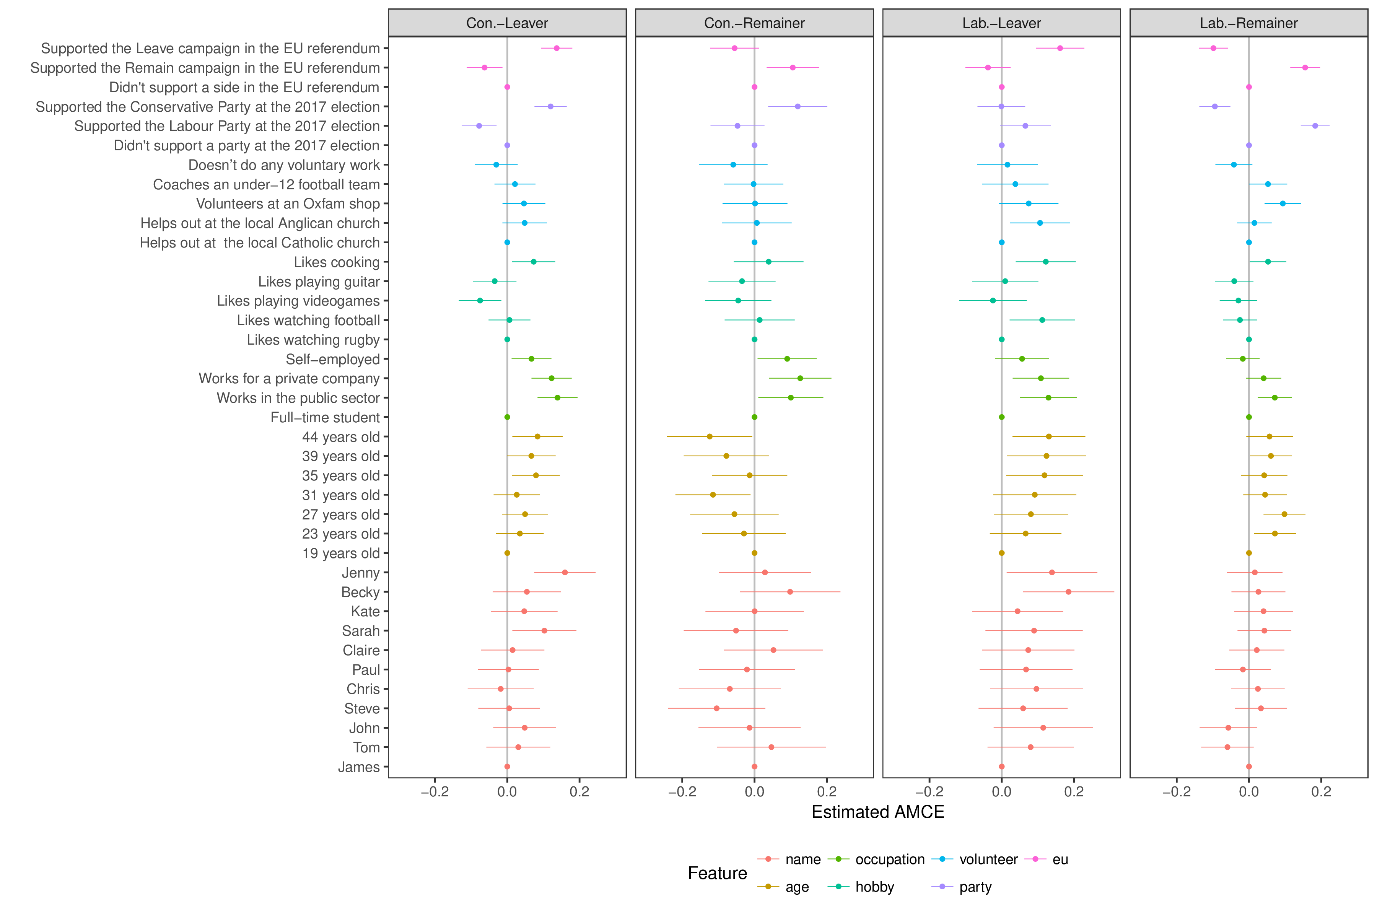 Con.−Leaver
Con.−Remainer
Lab.−Leaver
Lab.−Remainer
Supported the Leave campaign in the EU referendum
Supported the Remain campaign in the EU referendum
Didn't support a side in the EU referendum
Supported the Conservative Party at the 2017 election
Supported the Labour Party at the 2017 election
Didn't support a party at the 2017 election
Doesn't do any voluntary work
Coaches an under−12 football team
Volunteers at an Oxfam shop
Helps out at the local Anglican church
Helps out at  the local Catholic church
Likes cooking
Likes playing guitar
Likes playing videogames
Likes watching football
Likes watching rugby
Self−employed
Works for a private company
Works in the public sector
Full−time student
44 years old
39 years old
35 years old
31 years old
27 years old
23 years old
19 years old
Jenny
Becky
Kate
Sarah
Claire
Paul
Chris
Steve
John
Tom
James
−0.2 0.0 0.2
−0.2 0.0 0.2
−0.2 0.0 0.2
−0.2 0.0 0.2
Estimated AMCE
Feature
name occupation volunteer eu
age hobby party